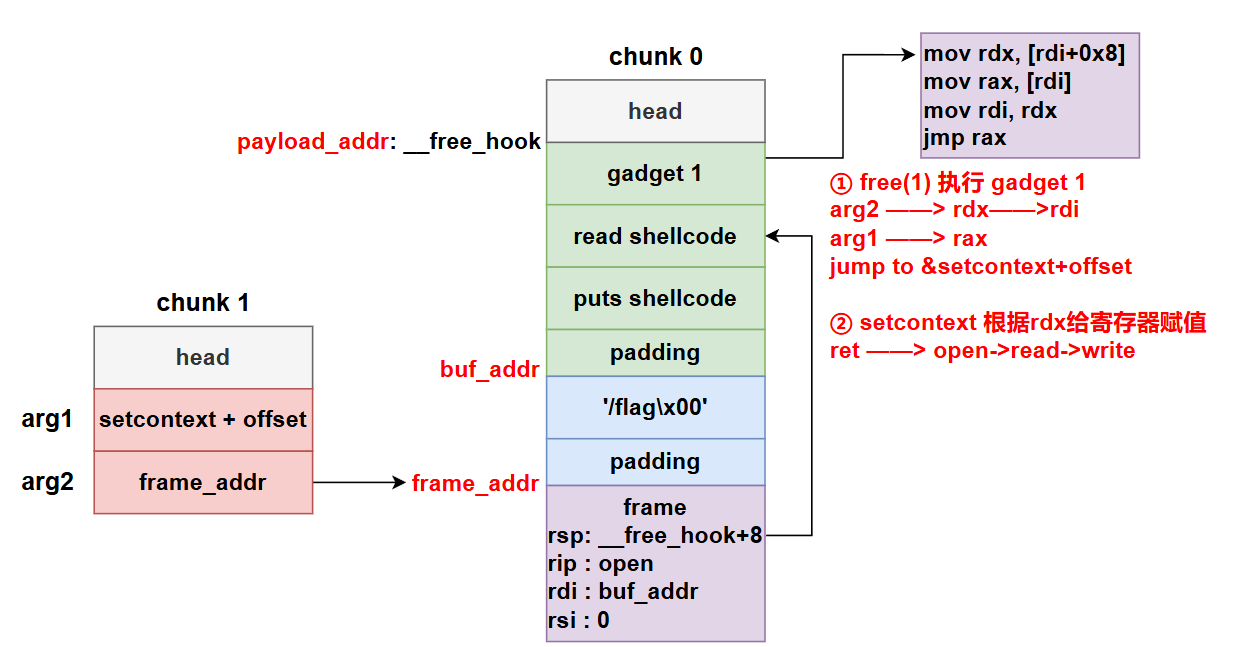 chunk 0
head
payload_addr: __free_hook
gadget 1
read shellcode
puts shellcode
padding
buf_addr
'/flag\x00'
padding
frame_addr
frame
rsp: __free_hook+8
rip : open
rdi : buf_addr
rsi : 0
chunk 1
head
arg1
setcontext + offset
arg2
frame_addr
mov rdx, [rdi+0x8]
mov rax, [rdi]
mov rdi, rdx
jmp rax
① free(1) 执行 gadget 1
arg2 ——> rdx——>rdi
arg1 ——> rax
jump to &setcontext+offset
② setcontext 根据rdx给寄存器赋值
ret ——> open->read->write